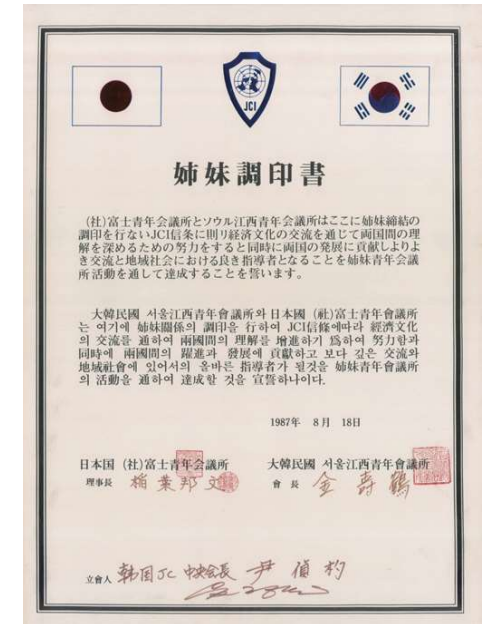 JCI
姉妹調印書
(社)富士青年会議所とソウル江西青年会議所はここに姉妹締結の
調印を行ないJCI信条に則り経済文化の交流を通じて両国間の理
解を深めるための努力をすると同時に両国の発展に貢献しよりよ
き交流と地域社会における良き指導者となることを姉妹青年会議
所活動を通して達成することを誓います。
大韓民國 서울江西青年會議所와 日本國 (社)富士青年會議所
는 여기에 姉妹關係의 調印을 行하여 JCI信條에따라 經濟文化
의 交流를 通하여 兩國間의 理解를 增進하기 爲하여 努力함과
同時에 兩國間의 躍進과 發展에 貢獻하고 보다 깊은 交流와
地域社會에 있어서의 올바른 指導者가 될것을 姉妹青年會議所
의 活動을 通하여 達成할 것을 宣誓하나이다.
1987年 8月 18日
日本国 (社)富士青年会議所
理事長 稲葉邦文
大韓民國 서울江西青年會議所
會長 金寿鶴
立會人 韩国JC 中央会長 尹